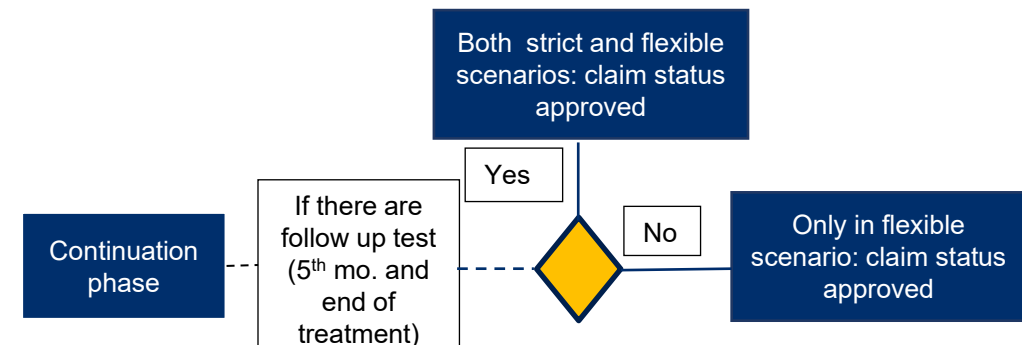 Both strict and flexible
scenarios: claim status
approved
Yes
If there are
follow up test
(5th mo. and
end of
treatment)
Continuation
phase
No
Only in flexible
scenario: claim status
approved